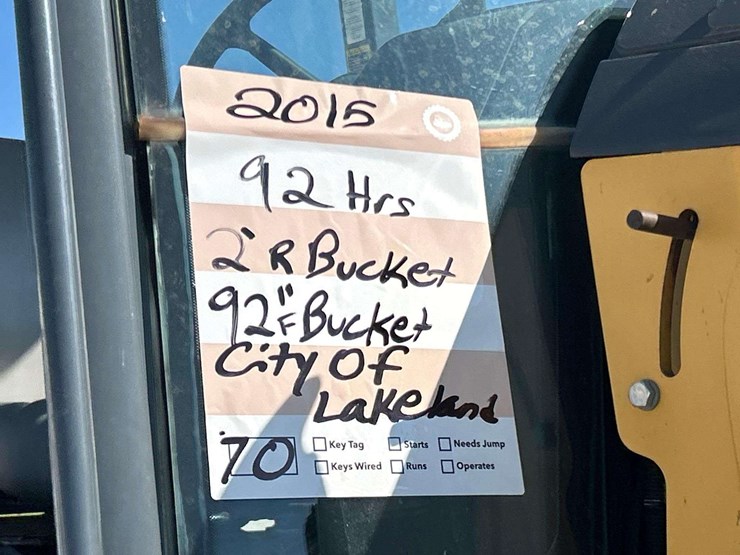 2015
92 Hrs
2' R Bucket
92" F Bucket
City Of
Lakeland
70
Key Tag Starts Needs Jump
Keys Wired Runs Operates